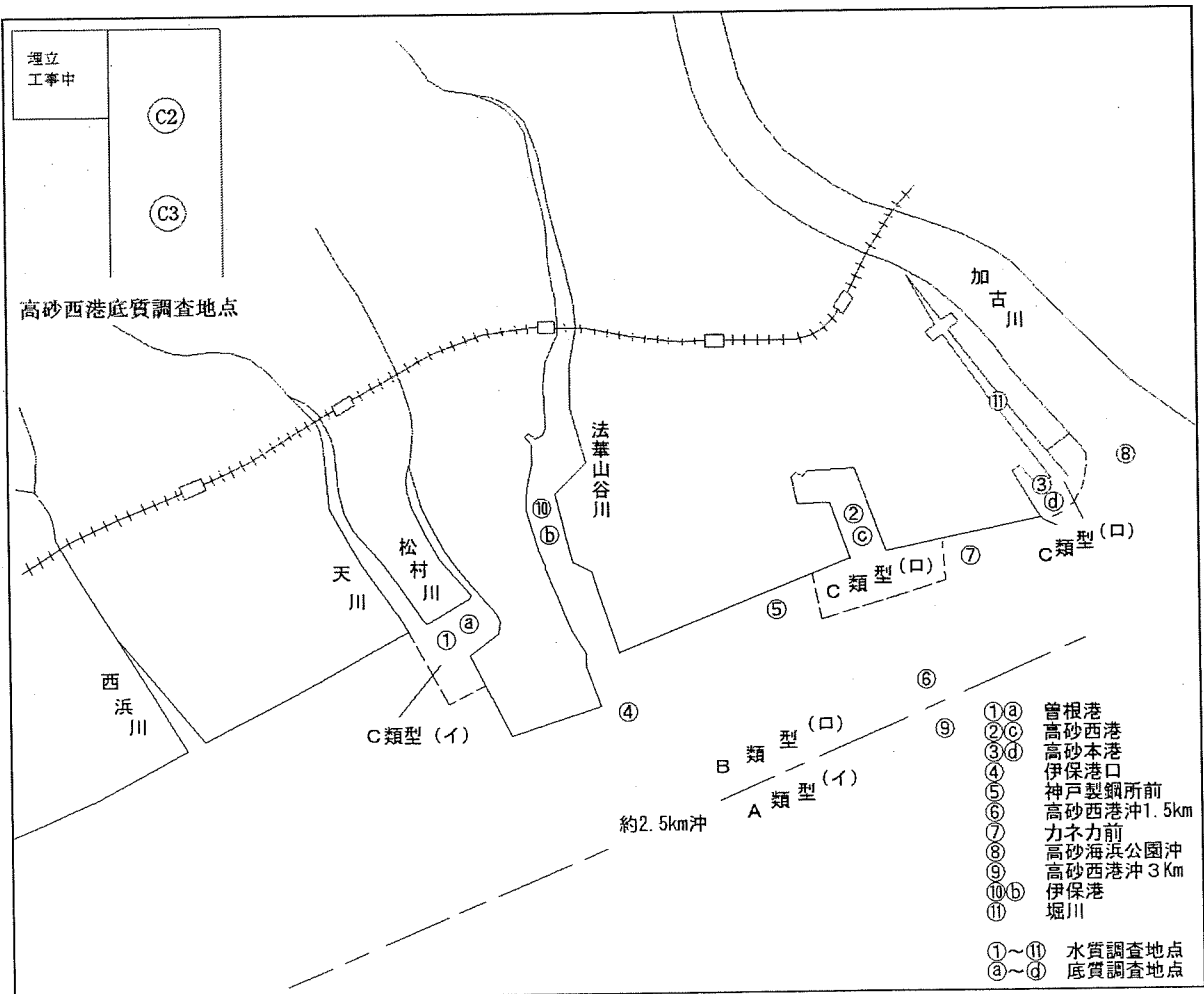 埋立
工事中
C2
C3
高砂西港底質調査地点
加古川
法華山谷川
松村川
天川
西浜川
⑪
⑧
③
ⓓ
C類型(ロ)
⑩
ⓑ
②
ⓒ
C類型(ロ)
⑦
⑤
①
ⓐ
C類型(イ)
④
⑥
⑨
B類型(ロ)
A類型(イ)
約2.5km沖
①ⓐ 曽根港
②ⓒ 高砂西港
③ⓓ 高砂本港
④ 伊保港口
⑤ 神戸製鋼所前
⑥ 高砂西港沖1.5km
⑦ カネカ前
⑧ 高砂海浜公園沖
⑨ 高砂西港沖3Km
⑩ⓑ 伊保港
⑪ 堀川
①~⑪ 水質調査地点
ⓐ~ⓓ 底質調査地点